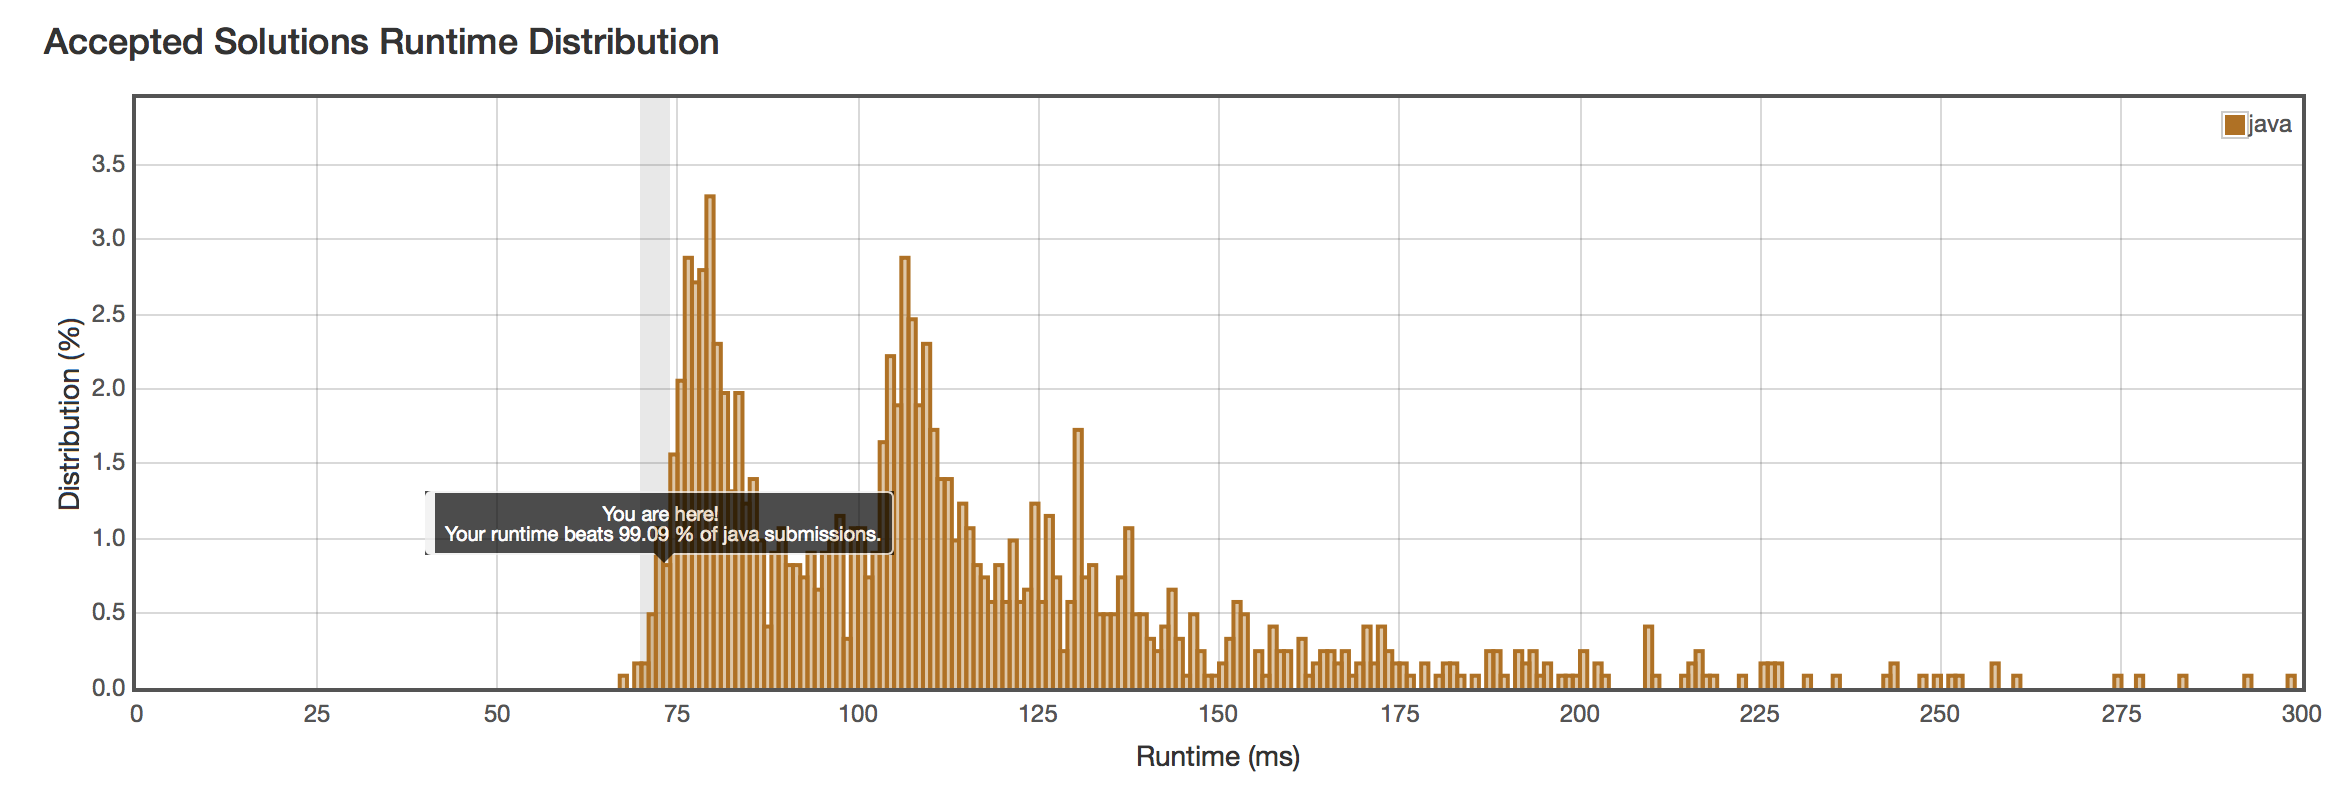 Accepted Solutions Runtime Distribution
java
3.5
3.0
2.5
2.0
1.5
1.0
0.5
0.0
Distribution (%)
You are here!
Your runtime beats 99.09 % of java submissions.
0 25 50 75 100 125 150 175 200 225 250 275 300
Runtime (ms)